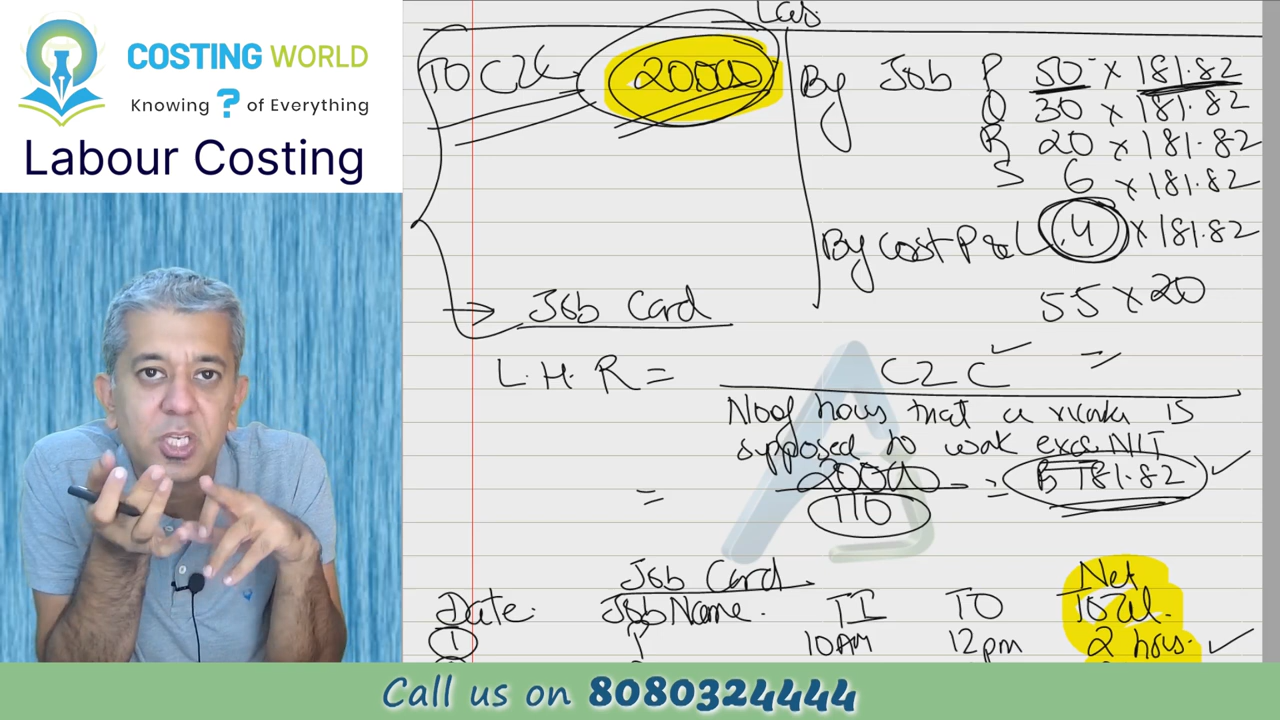 COSTING WORLD
Knowing ? of Everything
Labour Costing
Lab.
TO C2C 20000 By Job P 50 × 181.82
Q 30 × 181.82
R 20 × 181.82
S 6 × 181.82
By cost P & L 4 × 181.82
55 × 20
→ Job Card
L.H.R = C2C =
No of hours that a worker is
supposed to work exc. NIT
= 20000 = 181.82
110
Job Card
Net
Date. Job Name. TI TO Total.
1 P 10AM 12pm 2 hours.
Call us on 8080324444